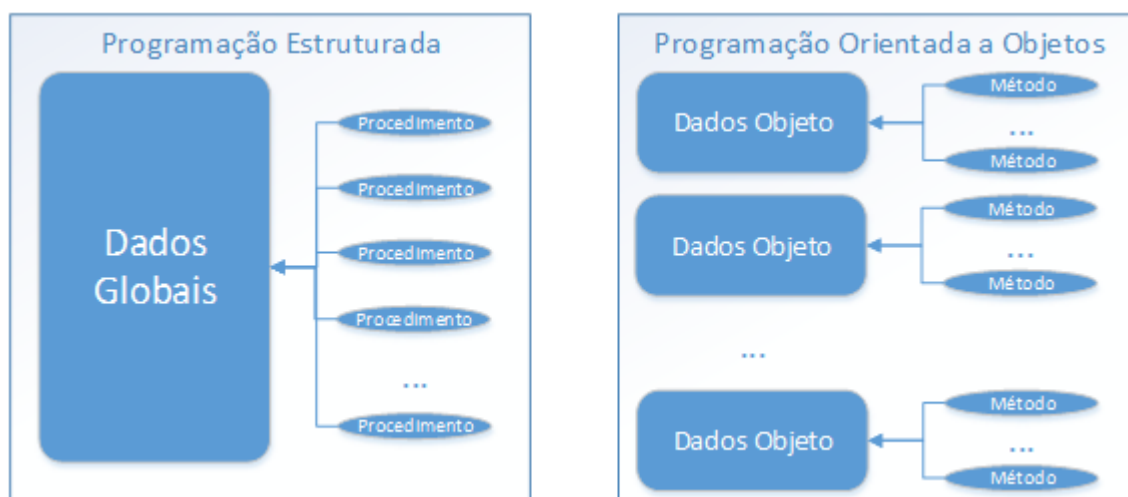 Programação Estruturada
Dados
Globais
Procedimento
Procedimento
Procedimento
Procedimento
...
Procedimento
Programação Orientada a Objetos
Dados Objeto
Método
...
Método
Dados Objeto
Método
...
Método
...
Dados Objeto
Método
...
Método